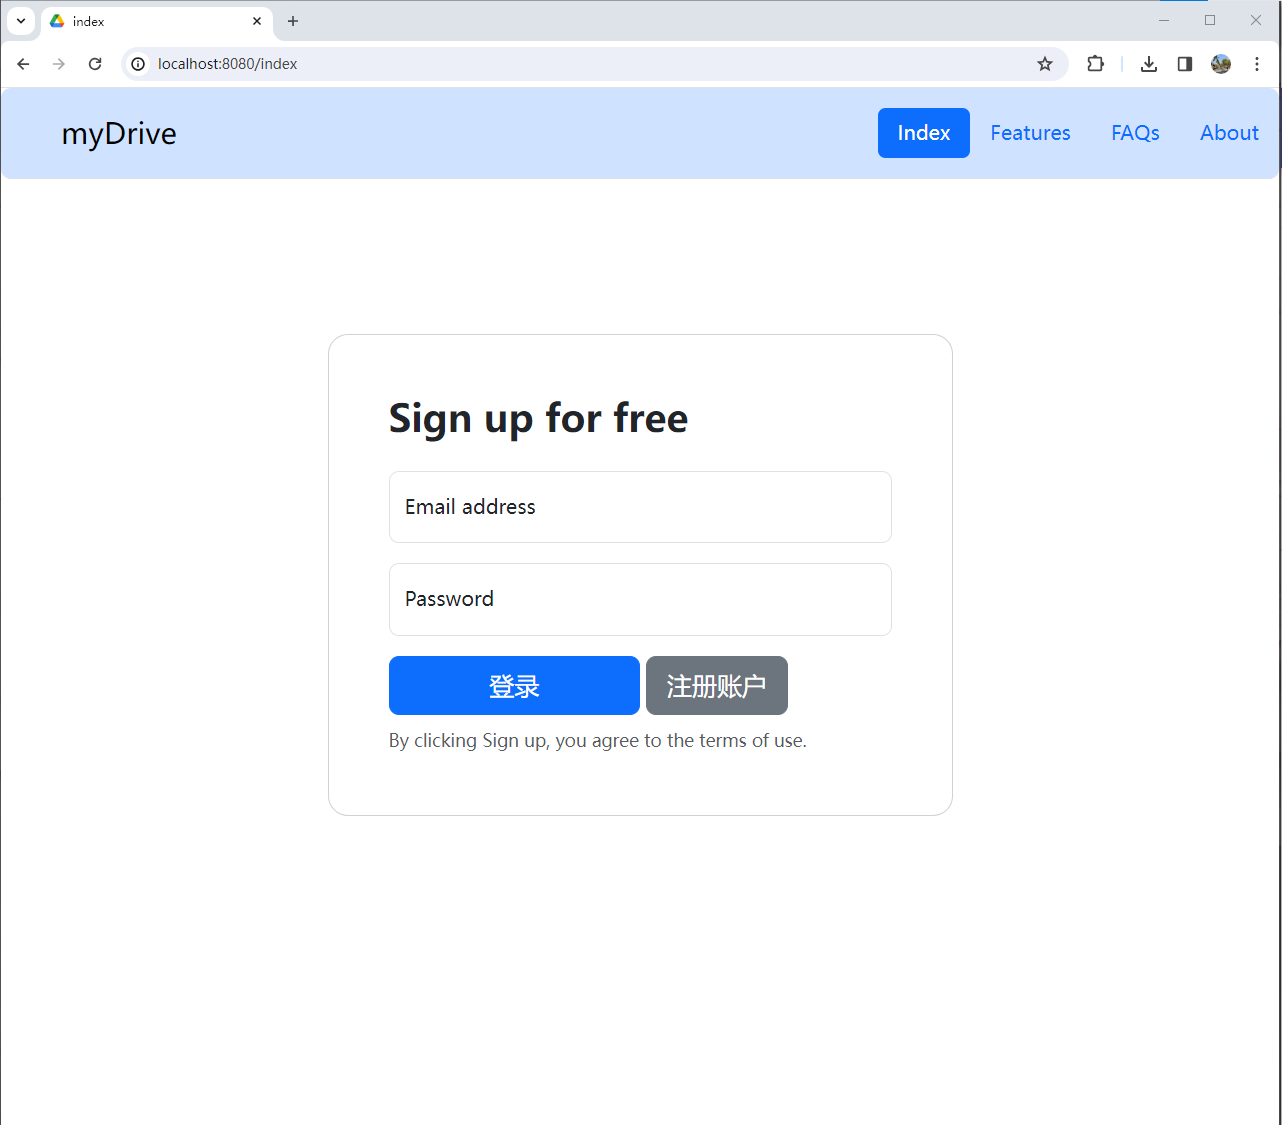 index
localhost:8080/index
myDrive
Index Features FAQs About
Sign up for free
Email address
Password
登录 注册账户
By clicking Sign up, you agree to the terms of use.